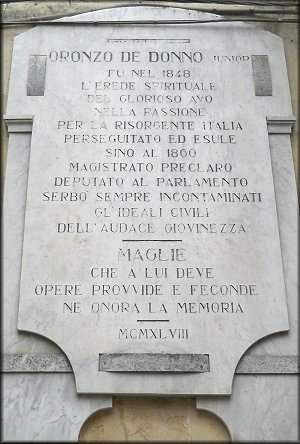 ORONZO DE DONNO JUNIOR
FU NEL 1848
L'EREDE SPIRITUALE
DEL GLORIOSO AVO
NELLA PASSIONE
PER LA RISORGENTE ITALIA
PERSEGUITATO ED ESULE
SINO AL 1860
MAGISTRATO PRECLARO
DEPUTATO AL PARLAMENTO
SERBÒ SEMPRE INCONTAMINATI
GL'IDEALI CIVILI
DELL'AUDACE GIOVINEZZA
MAGLIE
CHE A LUI DEVE
OPERE PROVVIDE E FECONDE
NE ONORA LA MEMORIA
MCMXLVIII